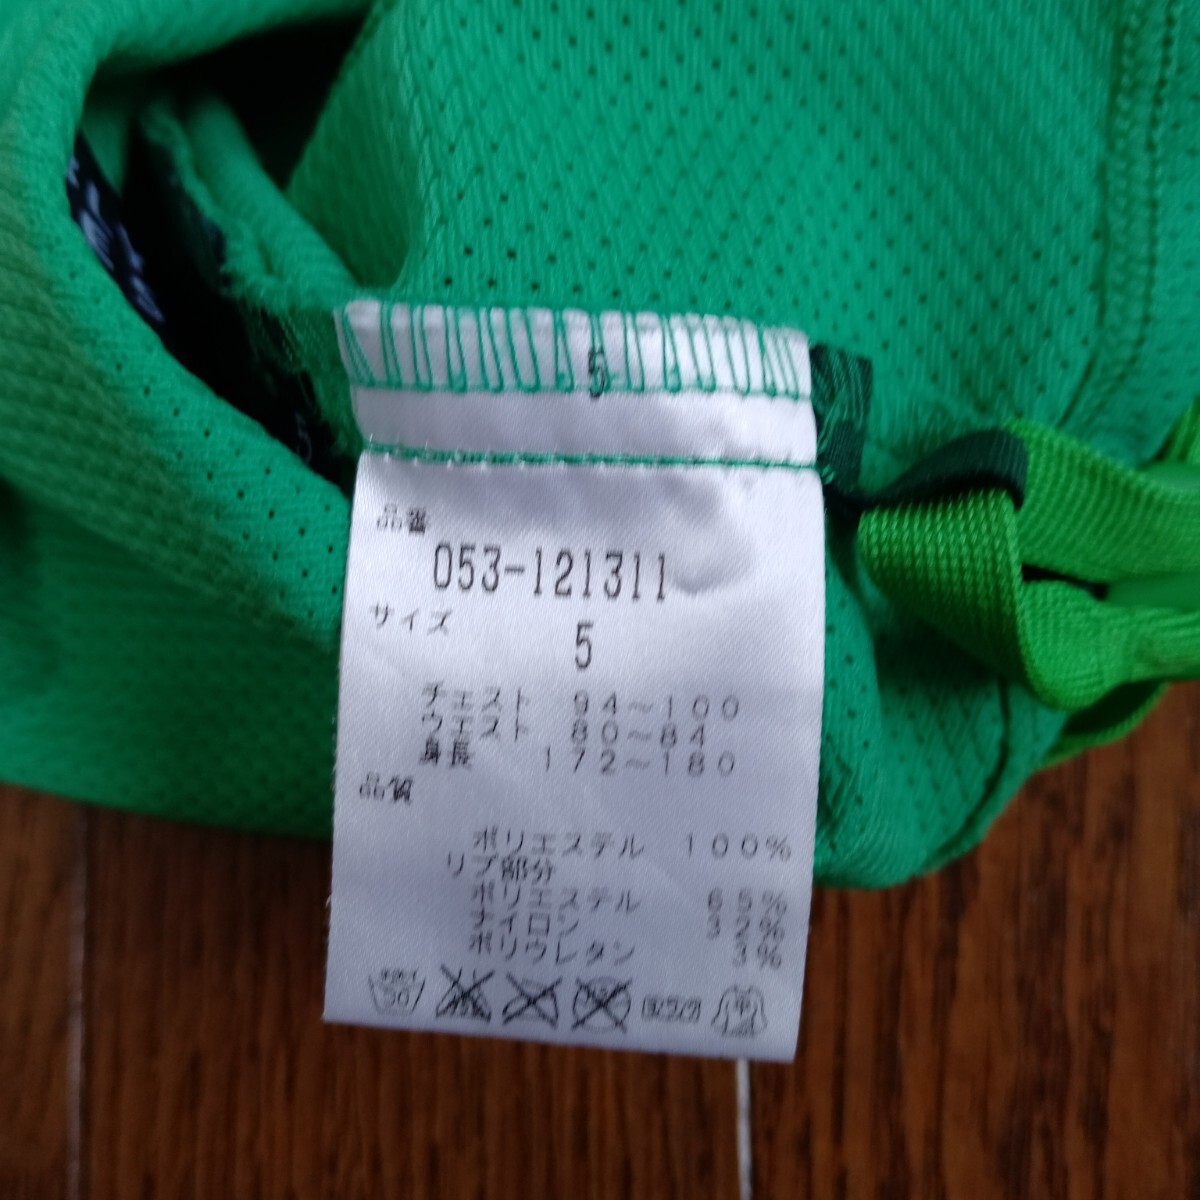 5
品番
053-121311
サイズ
5
チェスト 94～100
ウエスト 80～84
身長 172～180
品質
ポリエステル 100%
リブ部分
ポリエステル 65%
ナイロン 32%
ポリウレタン 3%